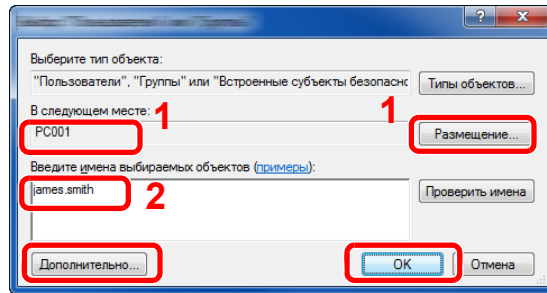 Выберите тип объекта:
"Пользователи", "Группы" или "Встроенные субъекты безопасно
Типы объектов...
В следующем месте:
1
1
PC001
Размещение...
Введите имена выбираемых объектов (примеры):
james.smith
2
Проверить имена
Дополнительно...
OK
Отмена